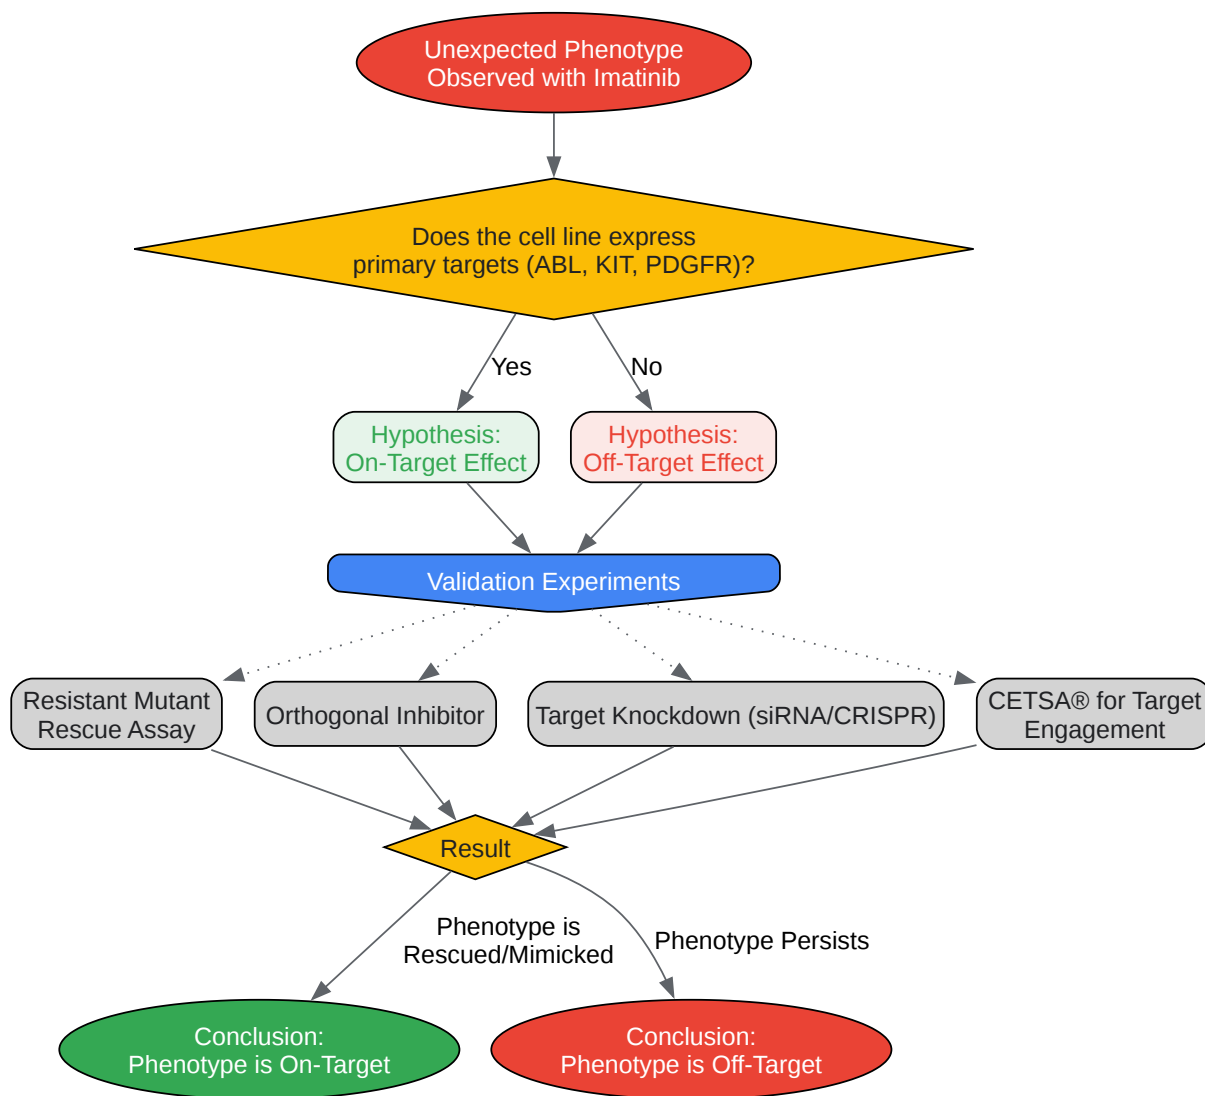 Unexpected Phenotype
Observed with Imatinib
Does the cell line express
primary targets (ABL, KIT, PDGFR)?
Yes
No
Hypothesis:
On-Target Effect
Hypothesis:
Off-Target Effect
Validation Experiments
Resistant Mutant
Rescue Assay
Orthogonal Inhibitor
Target Knockdown (siRNA/CRISPR)
CETSA® for Target
Engagement
Result
Phenotype is
Rescued/Mimicked
Phenotype Persists
Conclusion:
Phenotype is On-Target
Conclusion:
Phenotype is Off-Target